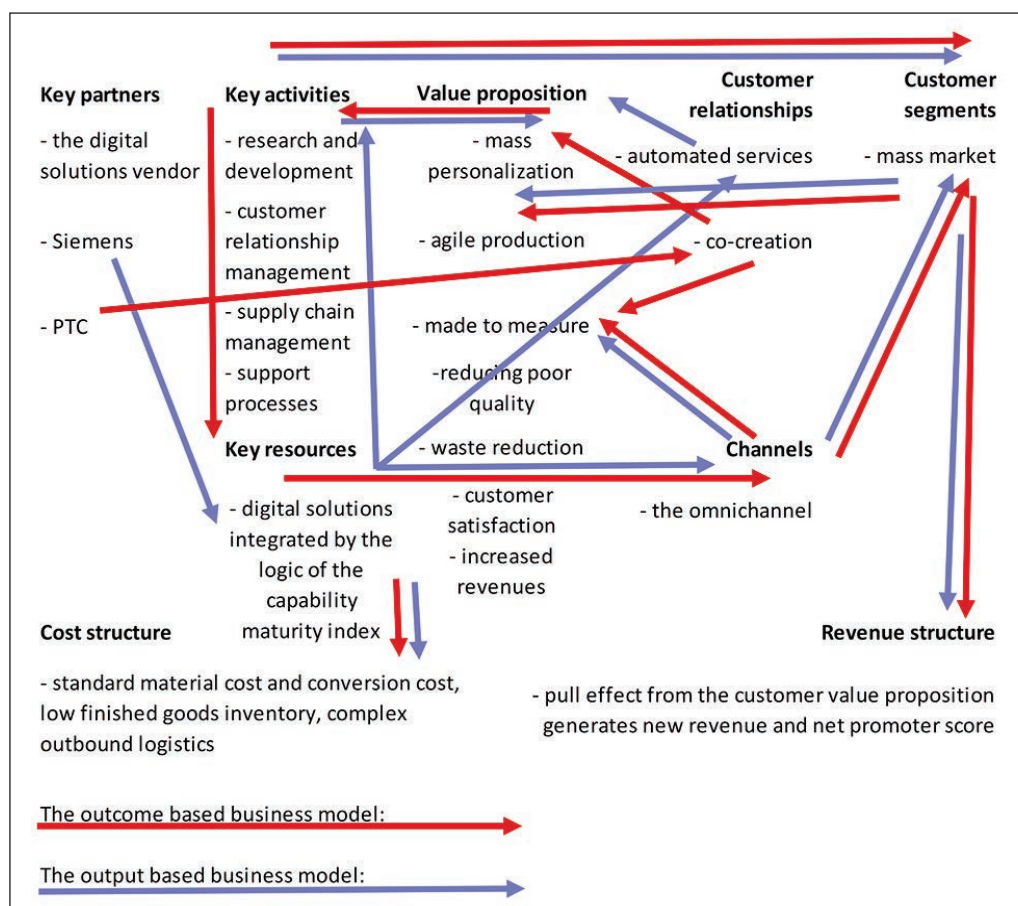 Key partners
- the digital
solutions vendor
- Siemens
- PTC
Key activities
- research and
development
- customer
relationship
management
- supply chain
management
- support
processes
Key resources
- digital solutions
integrated by the
logic of the
capability
maturity index
Value proposition
- mass
personalization
- agile production
- made to measure
-reducing poor
quality
- waste reduction
- customer
satisfaction
- increased
revenues
Customer
relationships
- automated services
- co-creation
Channels
- the omnichannel
Customer
segments
- mass market
Cost structure
- standard material cost and conversion cost,
low finished goods inventory, complex
outbound logistics
Revenue structure
- pull effect from the customer value proposition
generates new revenue and net promoter score
The outcome based business model:
The output based business model: